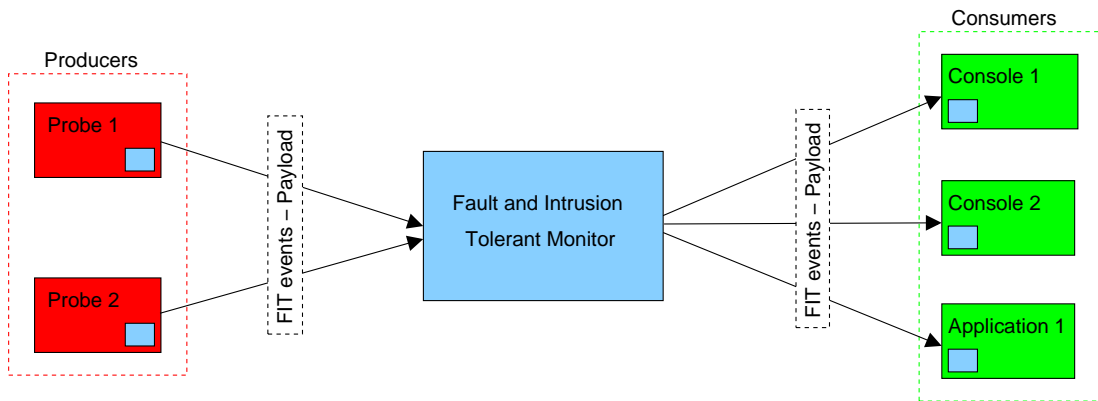 Producers
Probe 1
Probe 2
FIT events – Payload
Fault and Intrusion
Tolerant Monitor
FIT events – Payload
Consumers
Console 1
Console 2
Application 1